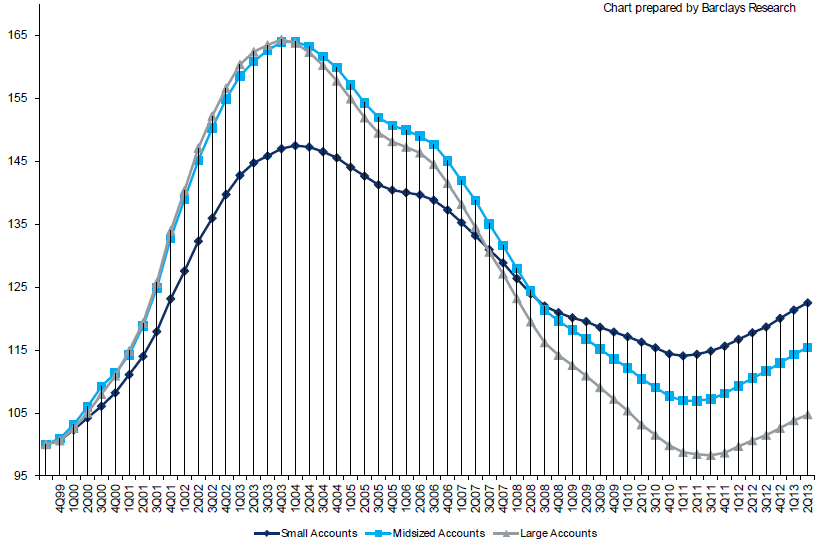 Chart prepared by Barclays Research
165
155
145
135
125
115
105
95
4Q99
1Q00
2Q00
3Q00
4Q00
1Q01
2Q01
3Q01
4Q01
1Q02
2Q02
3Q02
4Q02
1Q03
2Q03
3Q03
4Q03
1Q04
2Q04
3Q04
4Q04
1Q05
2Q05
3Q05
4Q05
1Q06
2Q06
3Q06
4Q06
1Q07
2Q07
3Q07
4Q07
1Q08
2Q08
3Q08
4Q08
1Q09
2Q09
3Q09
4Q09
1Q10
2Q10
3Q10
4Q10
1Q11
2Q11
3Q11
4Q11
1Q12
2Q12
3Q12
4Q12
1Q13
2Q13
Small Accounts Midsized Accounts Large Accounts